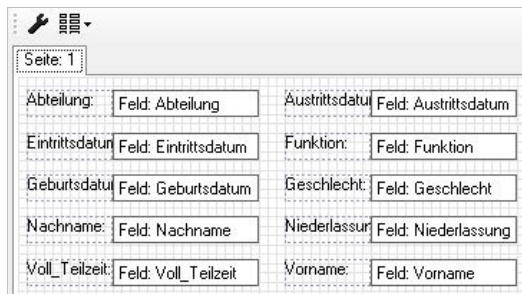 Seite: 1
Abteilung: Feld: Abteilung Austrittsdatu Feld: Austrittsdatum
Eintrittsdatun Feld: Eintrittsdatum Funktion: Feld: Funktion
Geburtsdatu Feld: Geburtsdatum Geschlecht: Feld: Geschlecht
Nachname: Feld: Nachname Niederlassur Feld: Niederlassung
Voll_Teilzeit: Feld: Voll_Teilzeit Vorname: Feld: Vorname